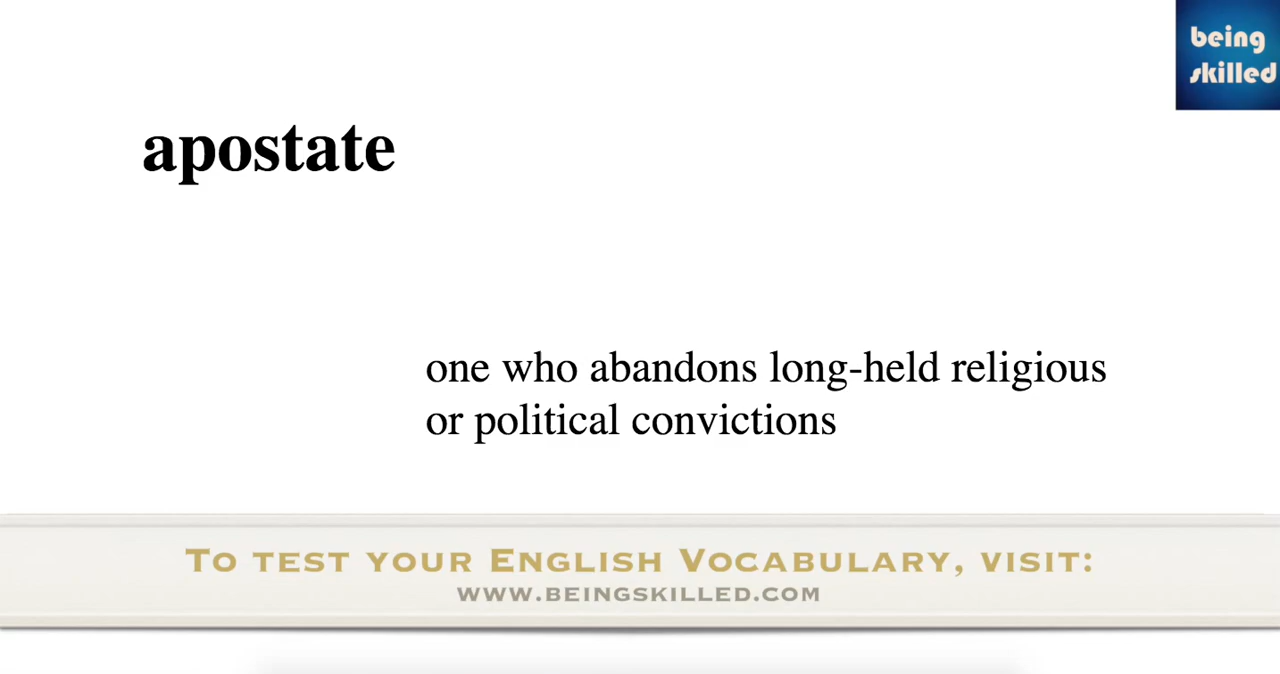 being
skilled
apostate
one who abandons long-held religious
or political convictions
To test your English Vocabulary, visit:
www.beingskilled.com